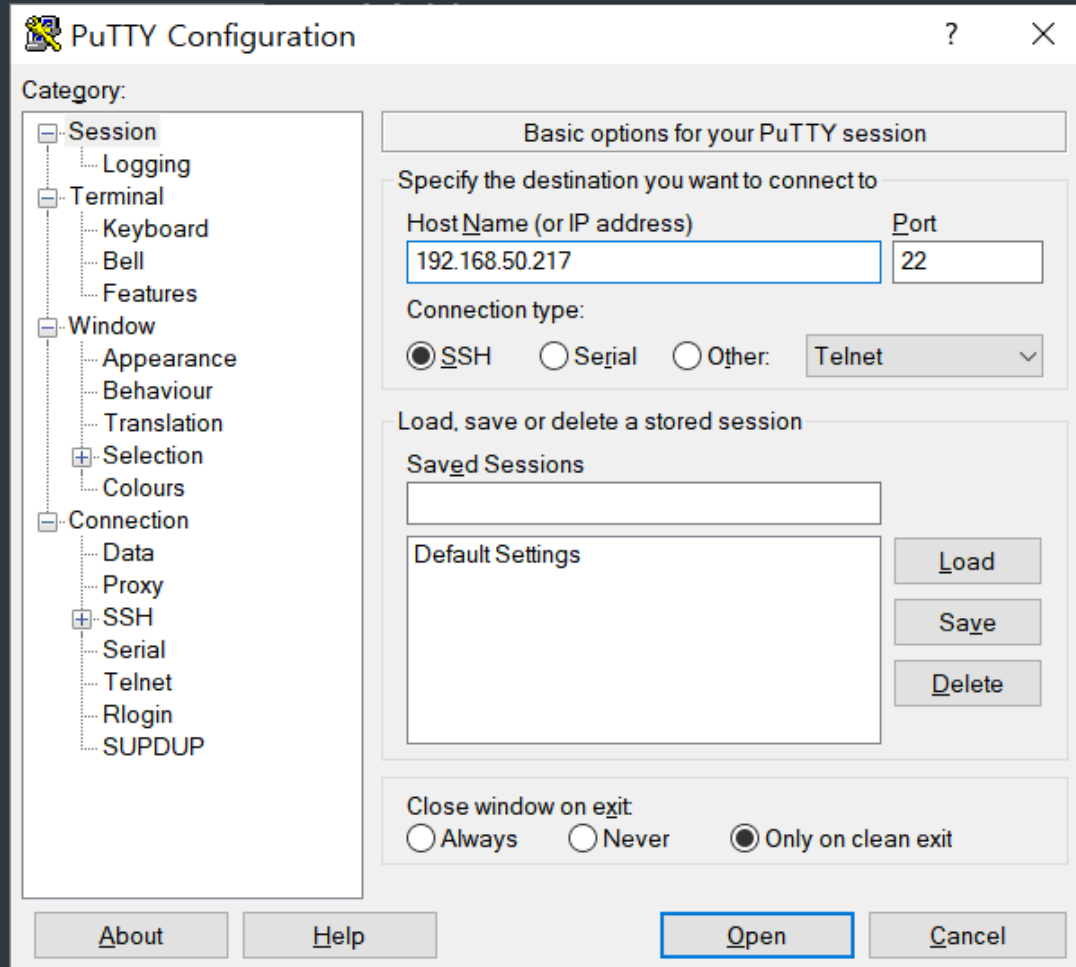 PuTTY Configuration
?
Category:
Session
Logging
Terminal
Keyboard
Bell
Features
Window
Appearance
Behaviour
Translation
Selection
Colours
Connection
Data
Proxy
SSH
Serial
Telnet
Rlogin
SUPDUP
Basic options for your PuTTY session
Specify the destination you want to connect to
Host Name (or IP address) Port
192.168.50.217 22
Connection type:
SSH Serial Other: Telnet
Load, save or delete a stored session
Saved Sessions
Default Settings
Load
Save
Delete
Close window on exit:
Always Never Only on clean exit
About Help Open Cancel